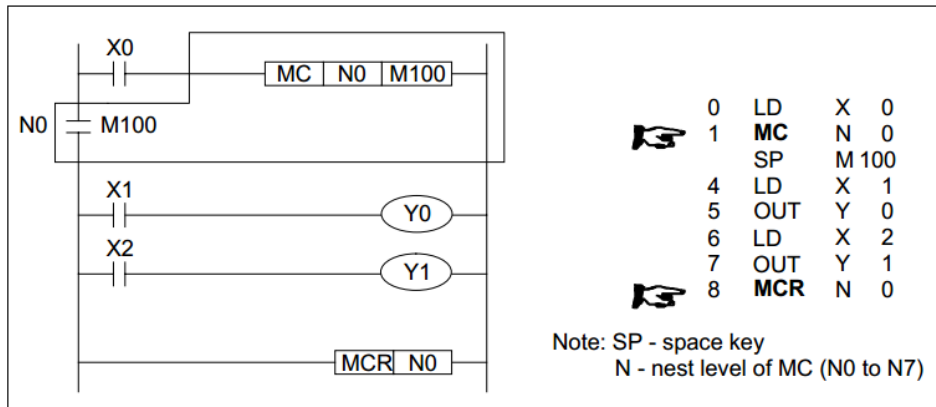 X0
MC N0 M100
N0 M100
X1
Y0
X2
Y1
MCR N0
0 LD X 0
1 MC N 0
SP M 100
4 LD X 1
5 OUT Y 0
6 LD X 2
7 OUT Y 1
8 MCR N 0
Note: SP - space key
N - nest level of MC (N0 to N7)